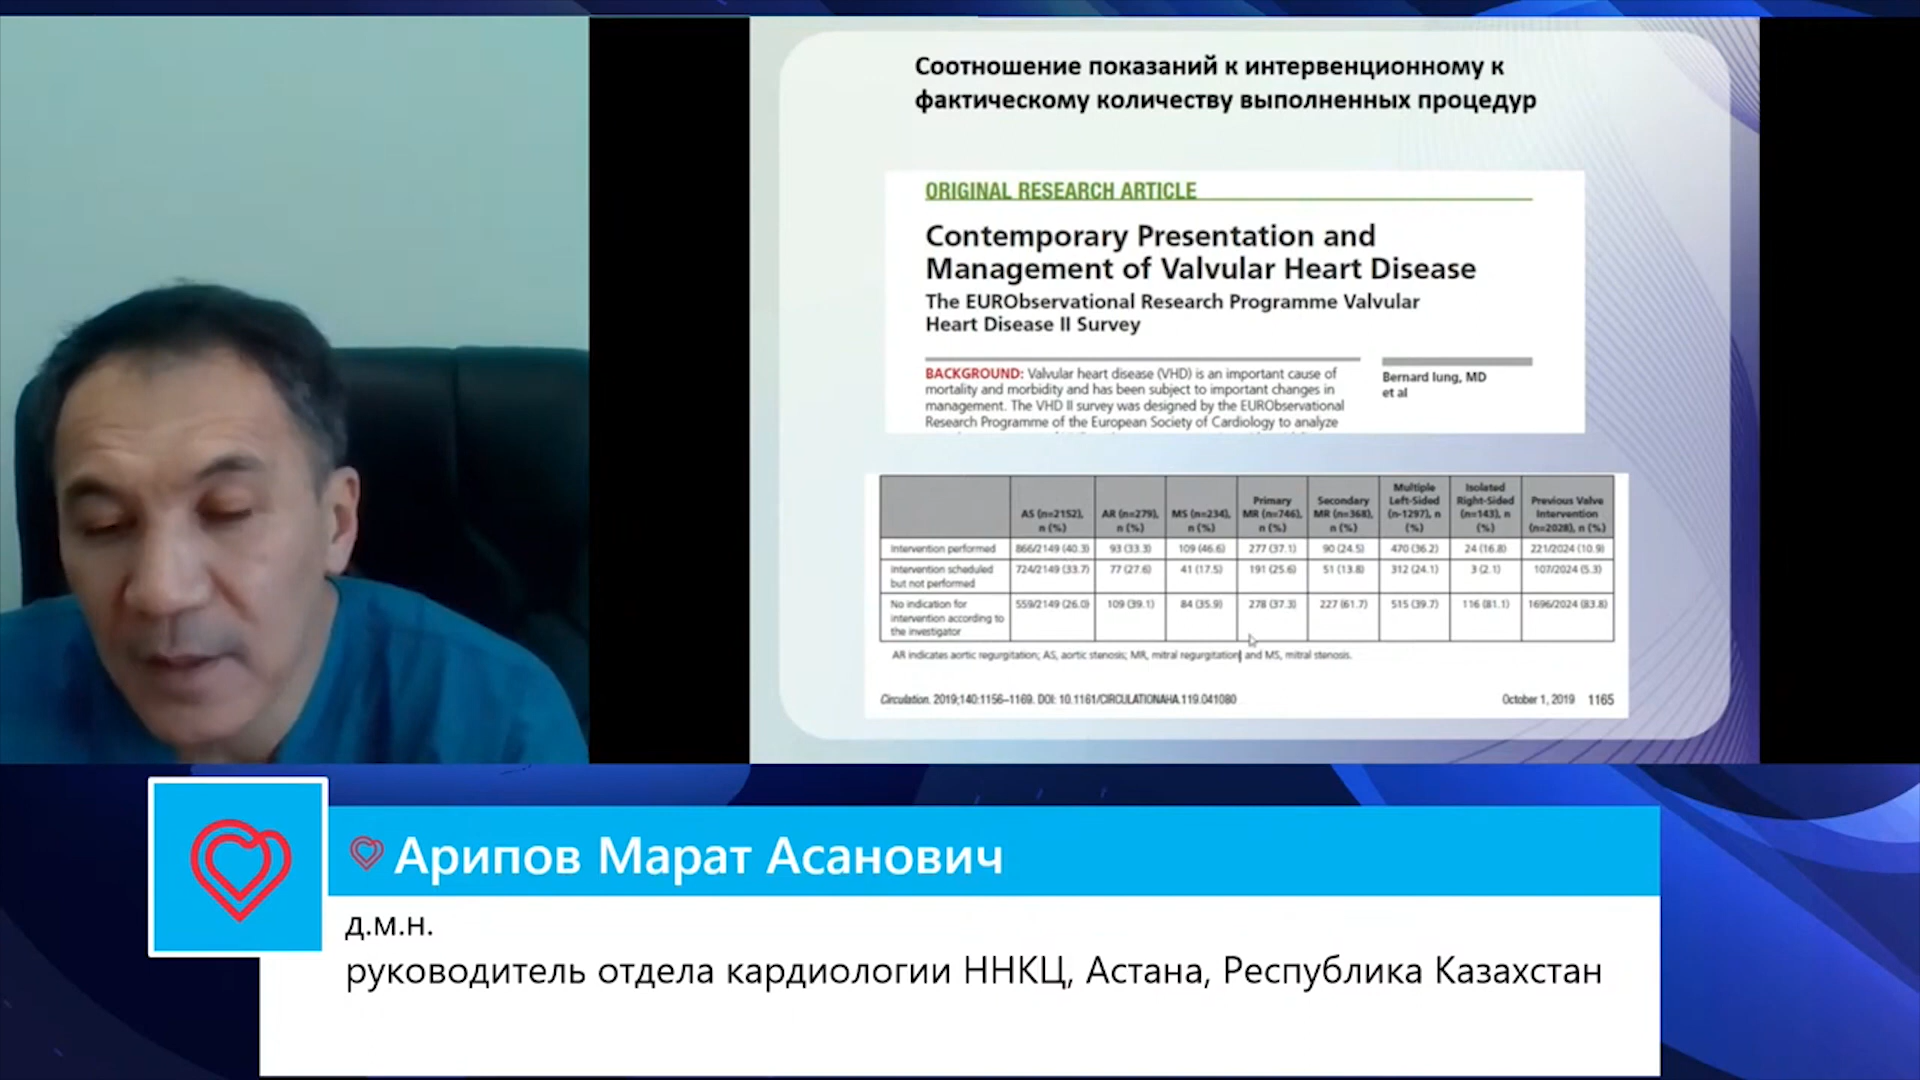 Соотношение показаний к интервенционному к
фактическому количеству выполненных процедур
ORIGINAL RESEARCH ARTICLE
Contemporary Presentation and
Management of Valvular Heart Disease
The EURObservational Research Programme Valvular
Heart Disease II Survey
BACKGROUND: Valvular heart disease (VHD) is an important cause of
mortality and morbidity and has been subject to important changes in
management. The VHD II survey was designed by the EURObservational
Research Programme of the European Society of Cardiology to analyze
Bernard Iung, MD
et al
AS (n=2152), n (%) AR (n=279), n (%) MS (n=234), n (%) Primary MR (n=746), n (%) Secondary MR (n=368), n (%) Multiple Left-Sided (n-1297), n (%) Isolated Right-Sided (n=143), n (%) Previous Valve Intervention (n=2028), n (%)
Intervention performed 866/2149 (40.3) 93 (33.3) 109 (46.6) 277 (37.1) 90 (24.5) 470 (36.2) 24 (16.8) 221/2024 (10.9)
Intervention scheduled but not performed 724/2149 (33.7) 77 (27.6) 41 (17.5) 191 (25.6) 51 (13.8) 312 (24.1) 3 (2.1) 107/2024 (5.3)
No indication for intervention according to the investigator 559/2149 (26.0) 109 (39.1) 84 (35.9) 278 (37.3) 227 (61.7) 515 (39.7) 116 (81.1) 1696/2024 (83.8)
AR indicates aortic regurgitation; AS, aortic stenosis; MR, mitral regurgitation; and MS, mitral stenosis.
Circulation. 2019;140:1156–1169. DOI: 10.1161/CIRCULATIONAHA.119.041080
October 1, 2019 1165
Арипов Марат Асанович
д.м.н.
руководитель отдела кардиологии ННКЦ, Астана, Республика Казахстан